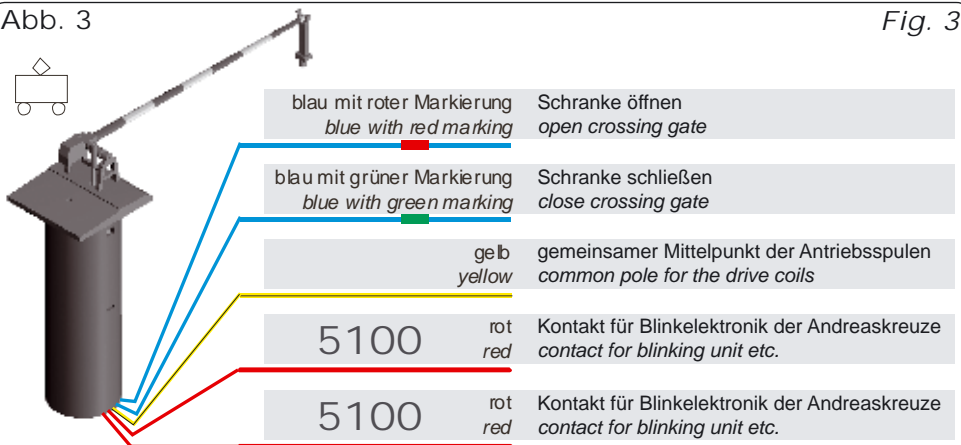 Abb. 3
Fig. 3
blau mit roter Markierung
blue with red marking
Schranke öffnen
open crossing gate
blau mit grüner Markierung
blue with green marking
Schranke schließen
close crossing gate
gelb
yellow
gemeinsamer Mittelpunkt der Antriebsspulen
common pole for the drive coils
5100
rot
red
Kontakt für Blinkelektronik der Andreaskreuze
contact for blinking unit etc.
5100
rot
red
Kontakt für Blinkelektronik der Andreaskreuze
contact for blinking unit etc.